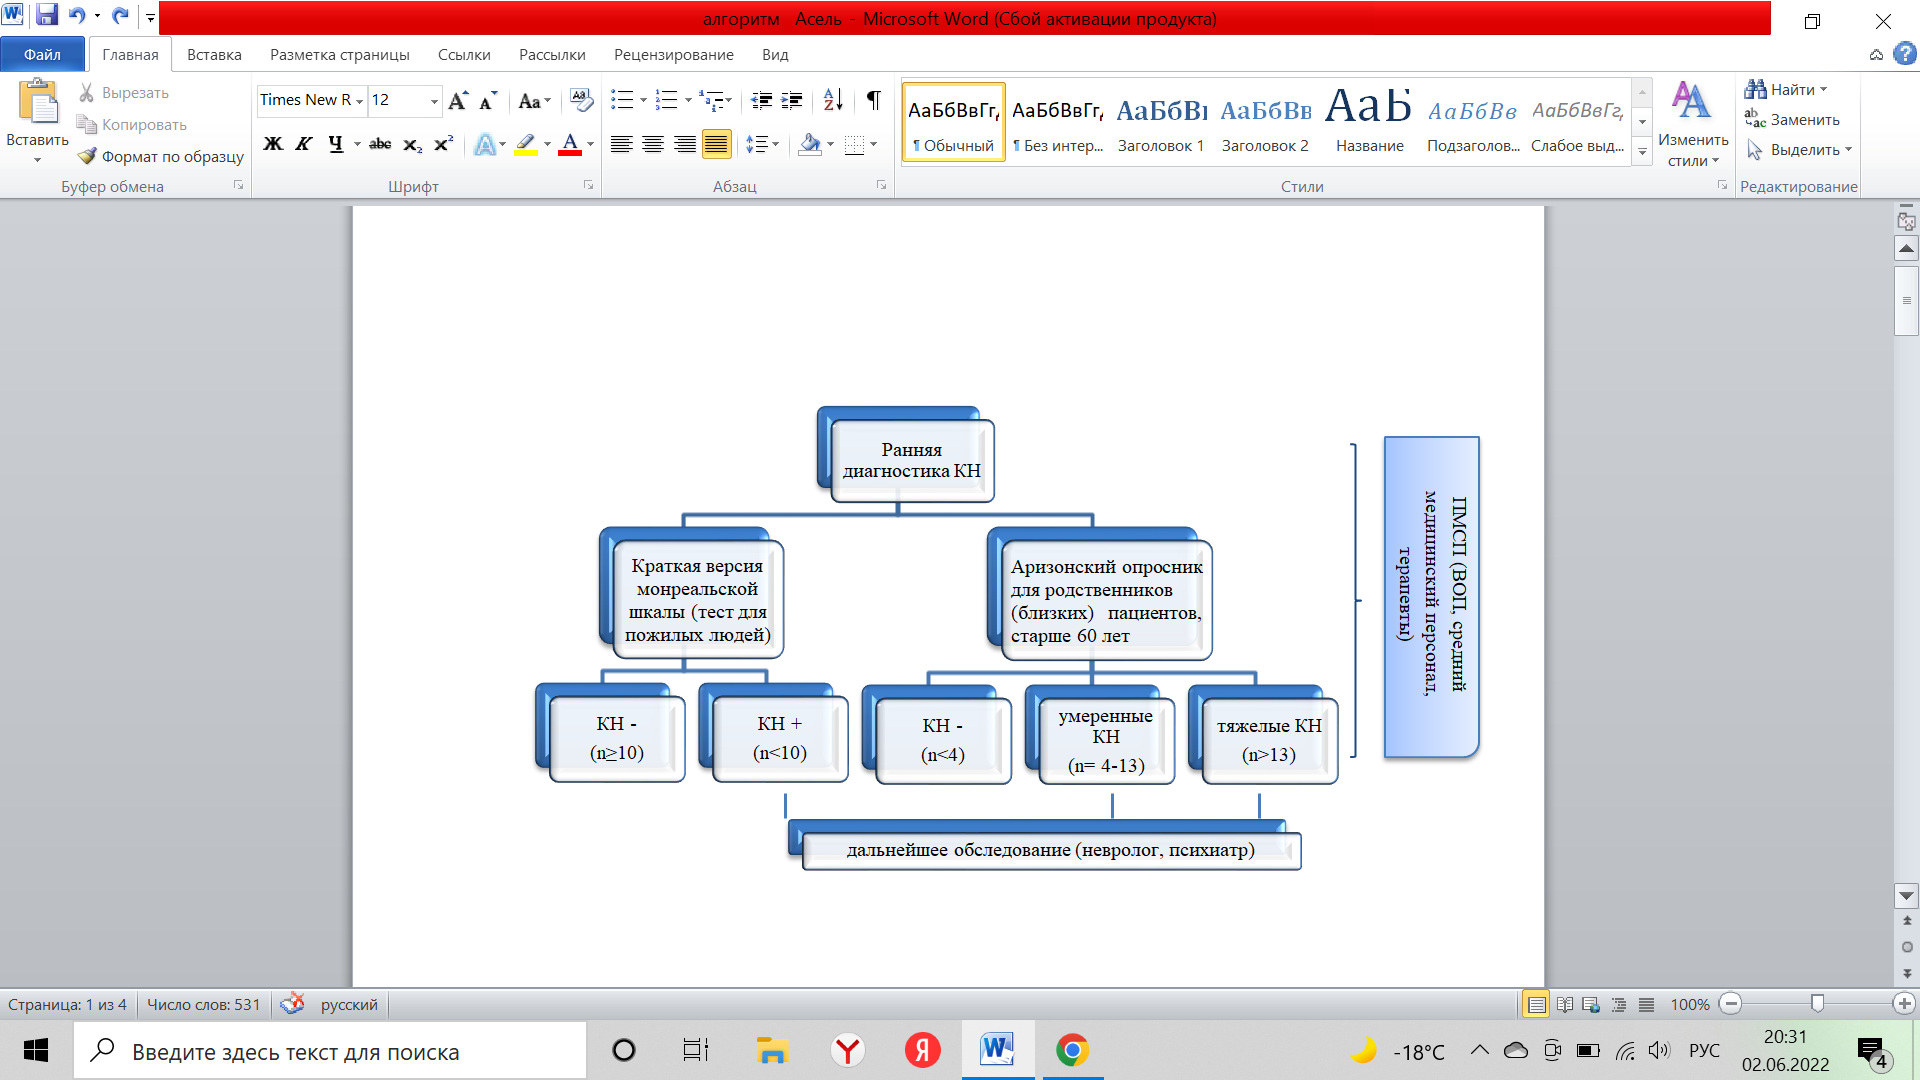 алгоритм Асель - Microsoft Word (Сбой активации продукта)
Файл Главная Вставка Разметка страницы Ссылки Рассылки Рецензирование Вид
Вставить
Вырезать
Копировать
Формат по образцу
Буфер обмена
Times New R 12
Ж К Ч abc x₂ x²
Шрифт
Абзац
АаБбВвГг, АаБбВвГг, АаБбВі АаБбВв АаБ АаБбВв АаБбВвГг,
¶ Обычный ¶ Без интер... Заголовок 1 Заголовок 2 Название Подзаголов... Слабое выд...
Стили
Изменить
стили
Найти
Заменить
Выделить
Редактирование
Ранняя
диагностика КН
Краткая версия
монреальской
шкалы (тест для
пожилых людей)
Аризонский опросник
для родственников
(близких) пациентов,
старше 60 лет
КН -
(n≥10)
КН +
(n<10)
КН -
(n<4)
умеренные
КН
(n= 4-13)
тяжелые КН
(n>13)
дальнейшее обследование (невролог, психиатр)
ПМСП (ВОП, средний
медицинский персонал,
терапевты)
Страница: 1 из 4 Число слов: 531 русский 100%
Введите здесь текст для поиска
-18°C
РУС
20:31
02.06.2022
4